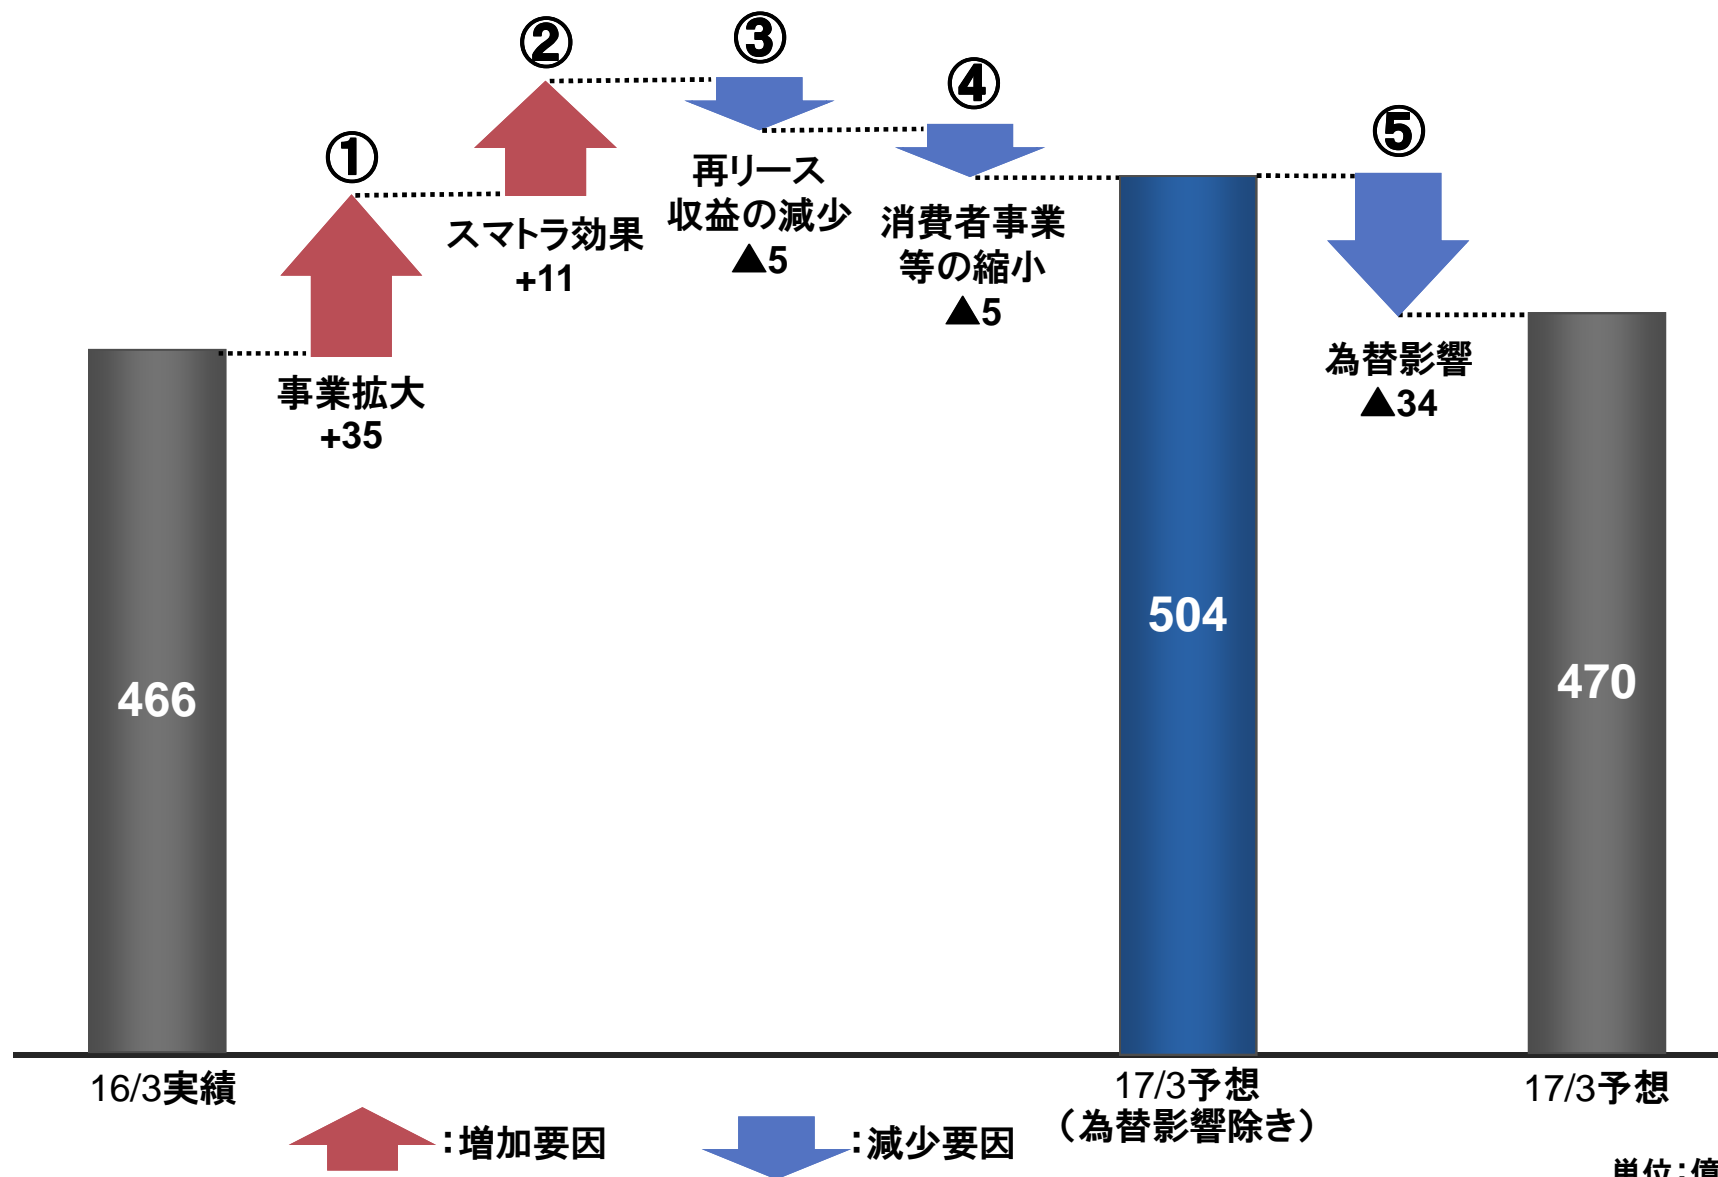 ①
事業拡大
+35
②
スマトラ効果
+11
③
再リース
収益の減少
▲5
④
消費者事業
等の縮小
▲5
⑤
為替影響
▲34
466
504
470
16/3実績
17/3予想
（為替影響除き）
17/3予想
：増加要因
：減少要因
単位：億